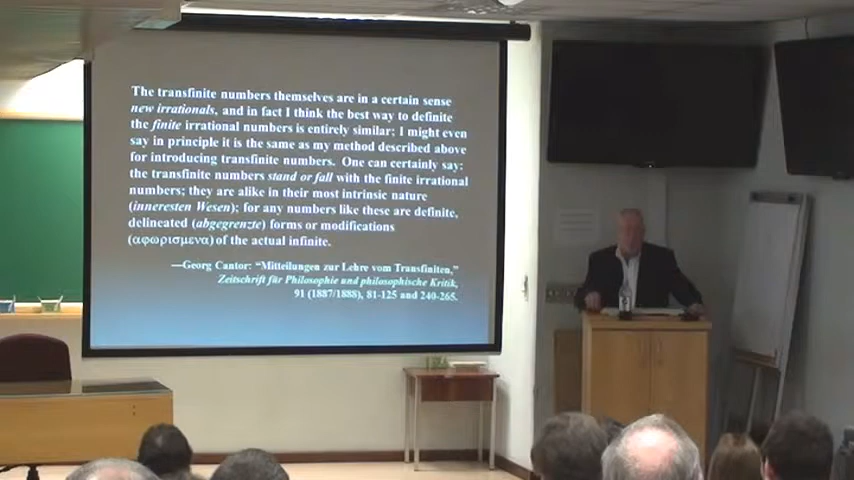 The transfinite numbers themselves are in a certain sense
new irrationals, and in fact I think the best way to definite
the finite irrational numbers is entirely similar; I might even
say in principle it is the same as my method described above
for introducing transfinite numbers. One can certainly say:
the transfinite numbers stand or fall with the finite irrational
numbers; they are alike in their most intrinsic nature
(inneresten Wesen); for any numbers like these are definite,
delineated (abgegrenzte) forms or modifications
(αφωρισμενα) of the actual infinite.
—Georg Cantor: "Mitteilungen zur Lehre vom Transfiniten,"
Zeitschrift für Philosophie und philosophische Kritik,
91 (1887/1888), 81-125 and 240-265.